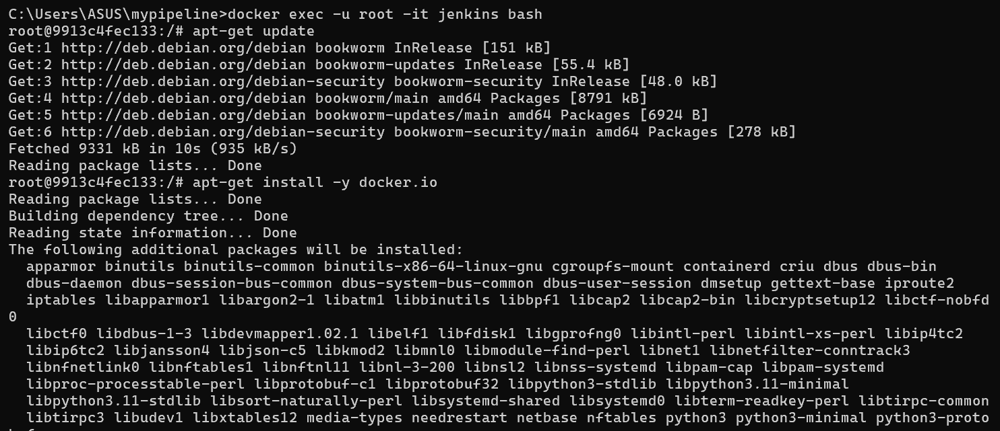 C:\Users\ASUS\mypipeline>docker exec -u root -it jenkins bash
root@9913c4fec133:/# apt-get update
Get:1 http://deb.debian.org/debian bookworm InRelease [151 kB]
Get:2 http://deb.debian.org/debian bookworm-updates InRelease [55.4 kB]
Get:3 http://deb.debian.org/debian-security bookworm-security InRelease [48.0 kB]
Get:4 http://deb.debian.org/debian bookworm/main amd64 Packages [8791 kB]
Get:5 http://deb.debian.org/debian bookworm-updates/main amd64 Packages [6924 B]
Get:6 http://deb.debian.org/debian-security bookworm-security/main amd64 Packages [278 kB]
Fetched 9331 kB in 10s (935 kB/s)
Reading package lists... Done
root@9913c4fec133:/# apt-get install -y docker.io
Reading package lists... Done
Building dependency tree... Done
Reading state information... Done
The following additional packages will be installed:
  apparmor binutils binutils-common binutils-x86-64-linux-gnu cgroupfs-mount containerd criu dbus dbus-bin
  dbus-daemon dbus-session-bus-common dbus-system-bus-common dbus-user-session dmsetup gettext-base iproute2
  iptables libapparmor1 libargon2-1 libatm1 libbinutils libbpf1 libcap2 libcap2-bin libcryptsetup12 libctf-nobfd
0
  libctf0 libdbus-1-3 libdevmapper1.02.1 libelf1 libfdisk1 libgprofng0 libintl-perl libintl-xs-perl libip4tc2
  libip6tc2 libjansson4 libjson-c5 libkmod2 libmnl0 libmodule-find-perl libnet1 libnetfilter-conntrack3
  libnfnetlink0 libnftables1 libnftnl11 libnl-3-200 libnsl2 libnss-systemd libpam-cap libpam-systemd
  libproc-processtable-perl libprotobuf-c1 libprotobuf32 libpython3-stdlib libpython3.11-minimal
  libpython3.11-stdlib libsort-naturally-perl libsystemd-shared libsystemd0 libterm-readkey-perl libtirpc-common
  libtirpc3 libudev1 libxtables12 media-types needrestart netbase nftables python3 python3-minimal python3-proto